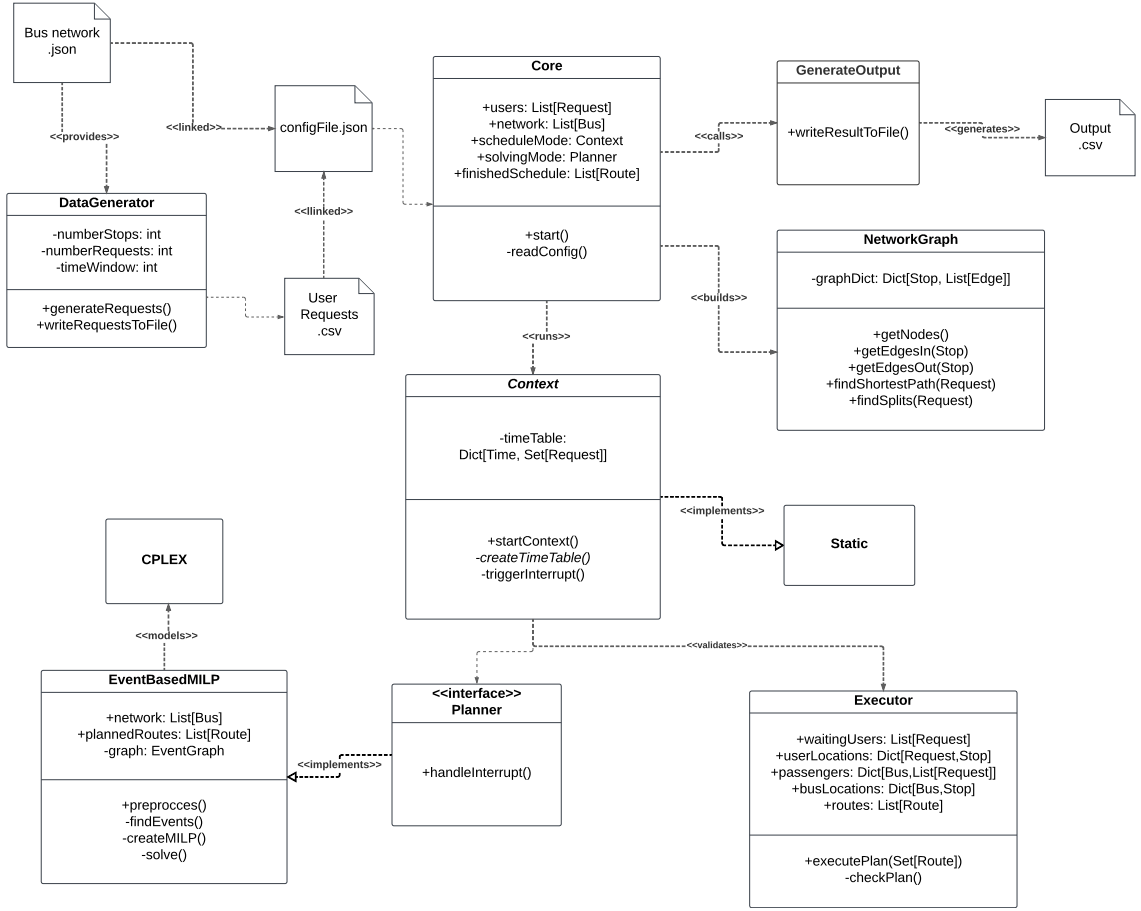 Bus network
.json
<<linked>>
<<provides>>
configFile.json
<<llinked>>
DataGenerator
-numberStops: int
-numberRequests: int
-timeWindow: int
+generateRequests()
+writeRequestsToFile()
User
Requests
.csv
Core
+users: List[Request]
+network: List[Bus]
+scheduleMode: Context
+solvingMode: Planner
+finishedSchedule: List[Route]
+start()
-readConfig()
<<calls>>
GenerateOutput
+writeResultToFile()
<<generates>>
Output
.csv
<<builds>>
NetworkGraph
-graphDict: Dict[Stop, List[Edge]]
+getNodes()
+getEdgesIn(Stop)
+getEdgesOut(Stop)
+findShortestPath(Request)
+findSplits(Request)
<<runs>>
Context
-timeTable:
Dict[Time, Set[Request]]
+startContext()
-createTimeTable()
-triggerInterrupt()
<<implements>>
Static
CPLEX
<<models>>
<<validates>>
EventBasedMILP
+network: List[Bus]
+plannedRoutes: List[Route]
-graph: EventGraph
+preprocces()
-findEvents()
-createMILP()
-solve()
<<implements>>
<<interface>>
Planner
+handleInterrupt()
Executor
+waitingUsers: List[Request]
+userLocations: Dict[Request,Stop]
+passengers: Dict[Bus,List[Request]]
+busLocations: Dict[Bus,Stop]
+routes: List[Route]
+executePlan(Set[Route])
-checkPlan()